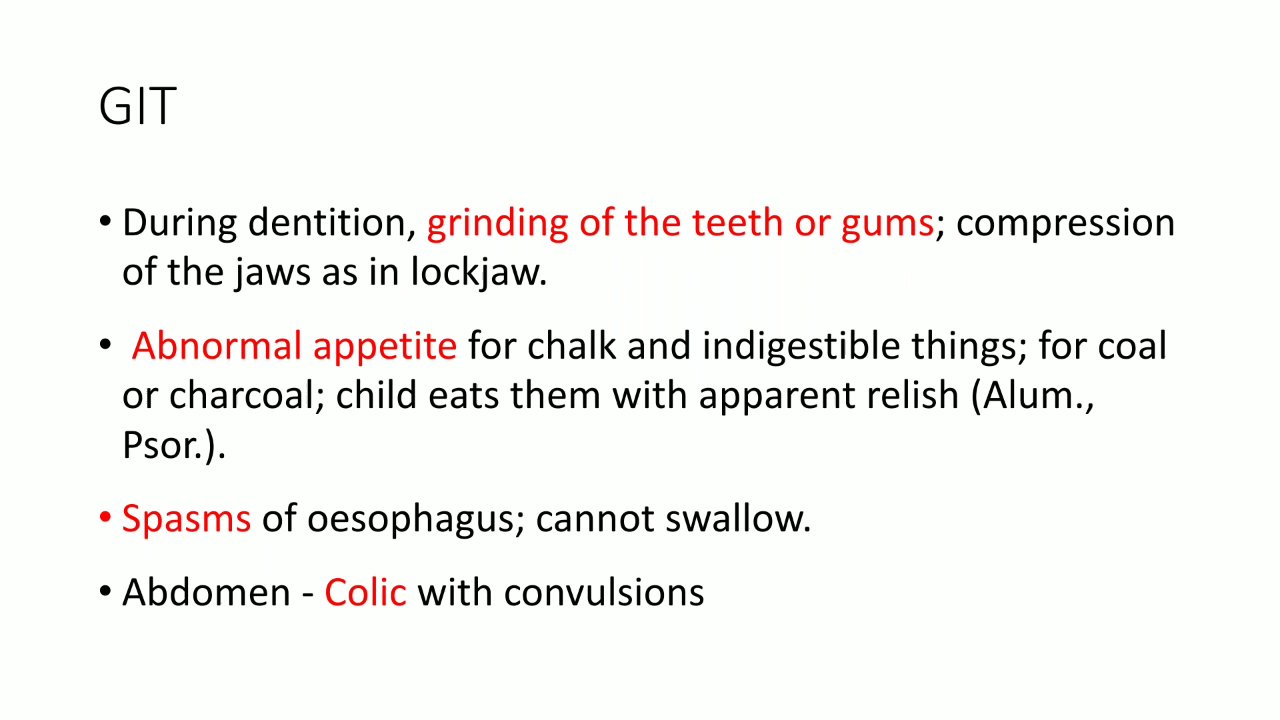 GIT
• During dentition, grinding of the teeth or gums; compression
of the jaws as in lockjaw.
• Abnormal appetite for chalk and indigestible things; for coal
or charcoal; child eats them with apparent relish (Alum.,
Psor.).
• Spasms of oesophagus; cannot swallow.
• Abdomen - Colic with convulsions